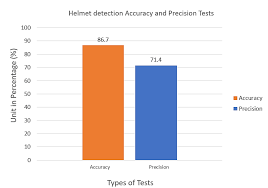 Helmet detection Accuracy and Precision Tests
100
90
80
70
60
50
40
30
20
10
0
Unit in Percentage (%)
86.7
71.4
Accuracy
Precision
Types of Tests
Accuracy
Precision